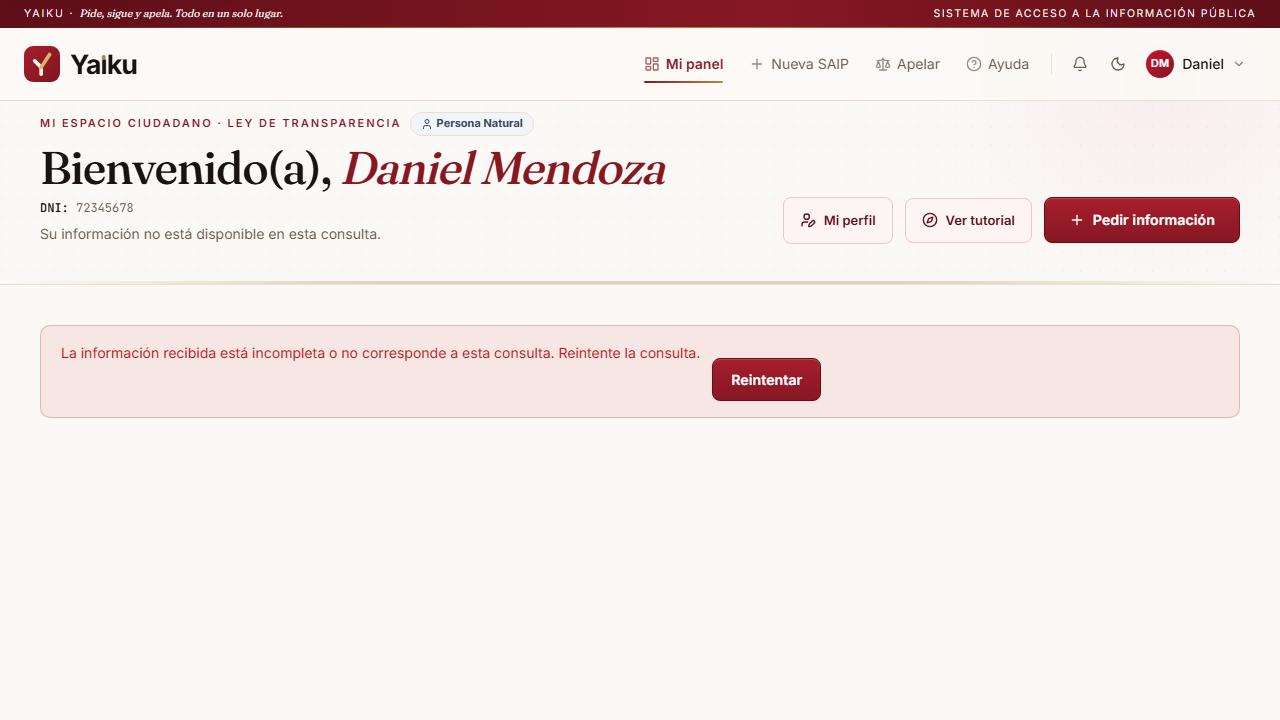 YAIKU · Pide, sigue y apela. Todo en un solo lugar.
SISTEMA DE ACCESO A LA INFORMACIÓN PÚBLICA
Yaiku
Mi panel
Nueva SAIP
Apelar
Ayuda
DM
Daniel
MI ESPACIO CIUDADANO · LEY DE TRANSPARENCIA
Persona Natural
Bienvenido(a), Daniel Mendoza
DNI: 72345678
Su información no está disponible en esta consulta.
Mi perfil
Ver tutorial
Pedir información
La información recibida está incompleta o no corresponde a esta consulta. Reintente la consulta.
Reintentar